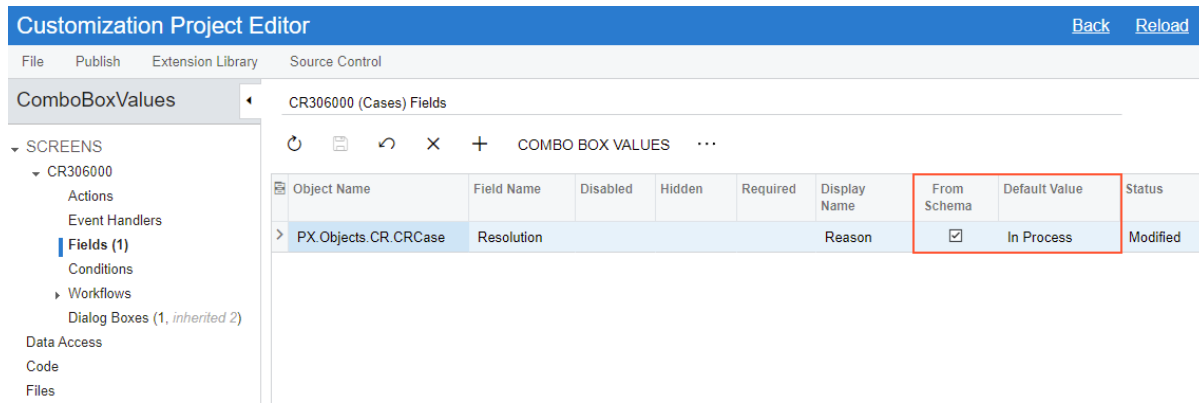 Customization Project Editor
Back Reload
File Publish Extension Library Source Control
ComboBoxValues
CR306000 (Cases) Fields
SCREENS
CR306000
Actions
Event Handlers
Fields (1)
Conditions
Workflows
Dialog Boxes (1, inherited 2)
Data Access
Code
Files
COMBO BOX VALUES ...
Object Name Field Name Disabled Hidden Required Display Name From Schema Default Value Status
PX.Objects.CR.CRCase Resolution Reason In Process Modified